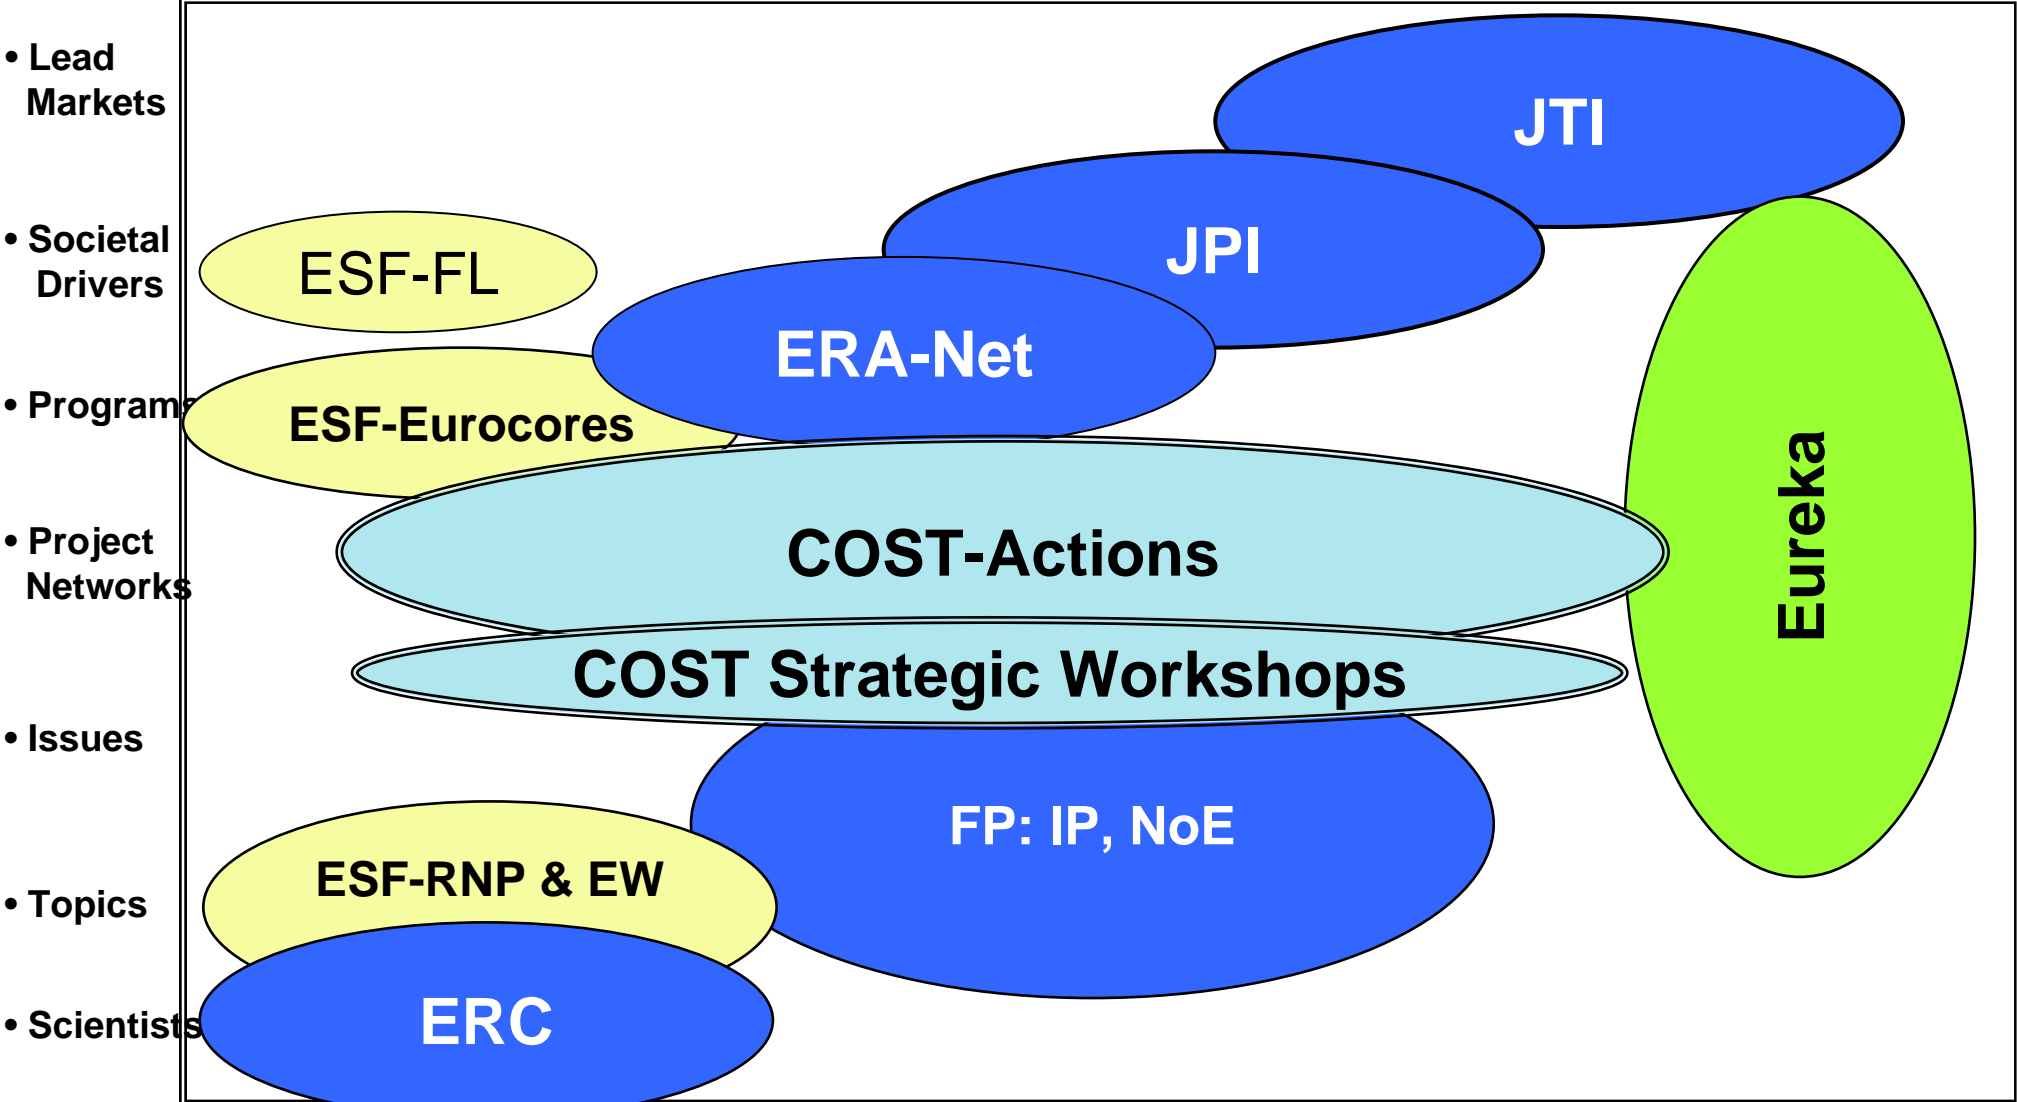 • Lead
Markets
JTI
• Societal
Drivers
ESF-FL
JPI
ERA-Net
• Programs
ESF-Eurocores
• Project
Networks
COST-Actions
Eureka
COST Strategic Workshops
• Issues
FP: IP, NoE
ESF-RNP & EW
• Topics
• Scientists
ERC